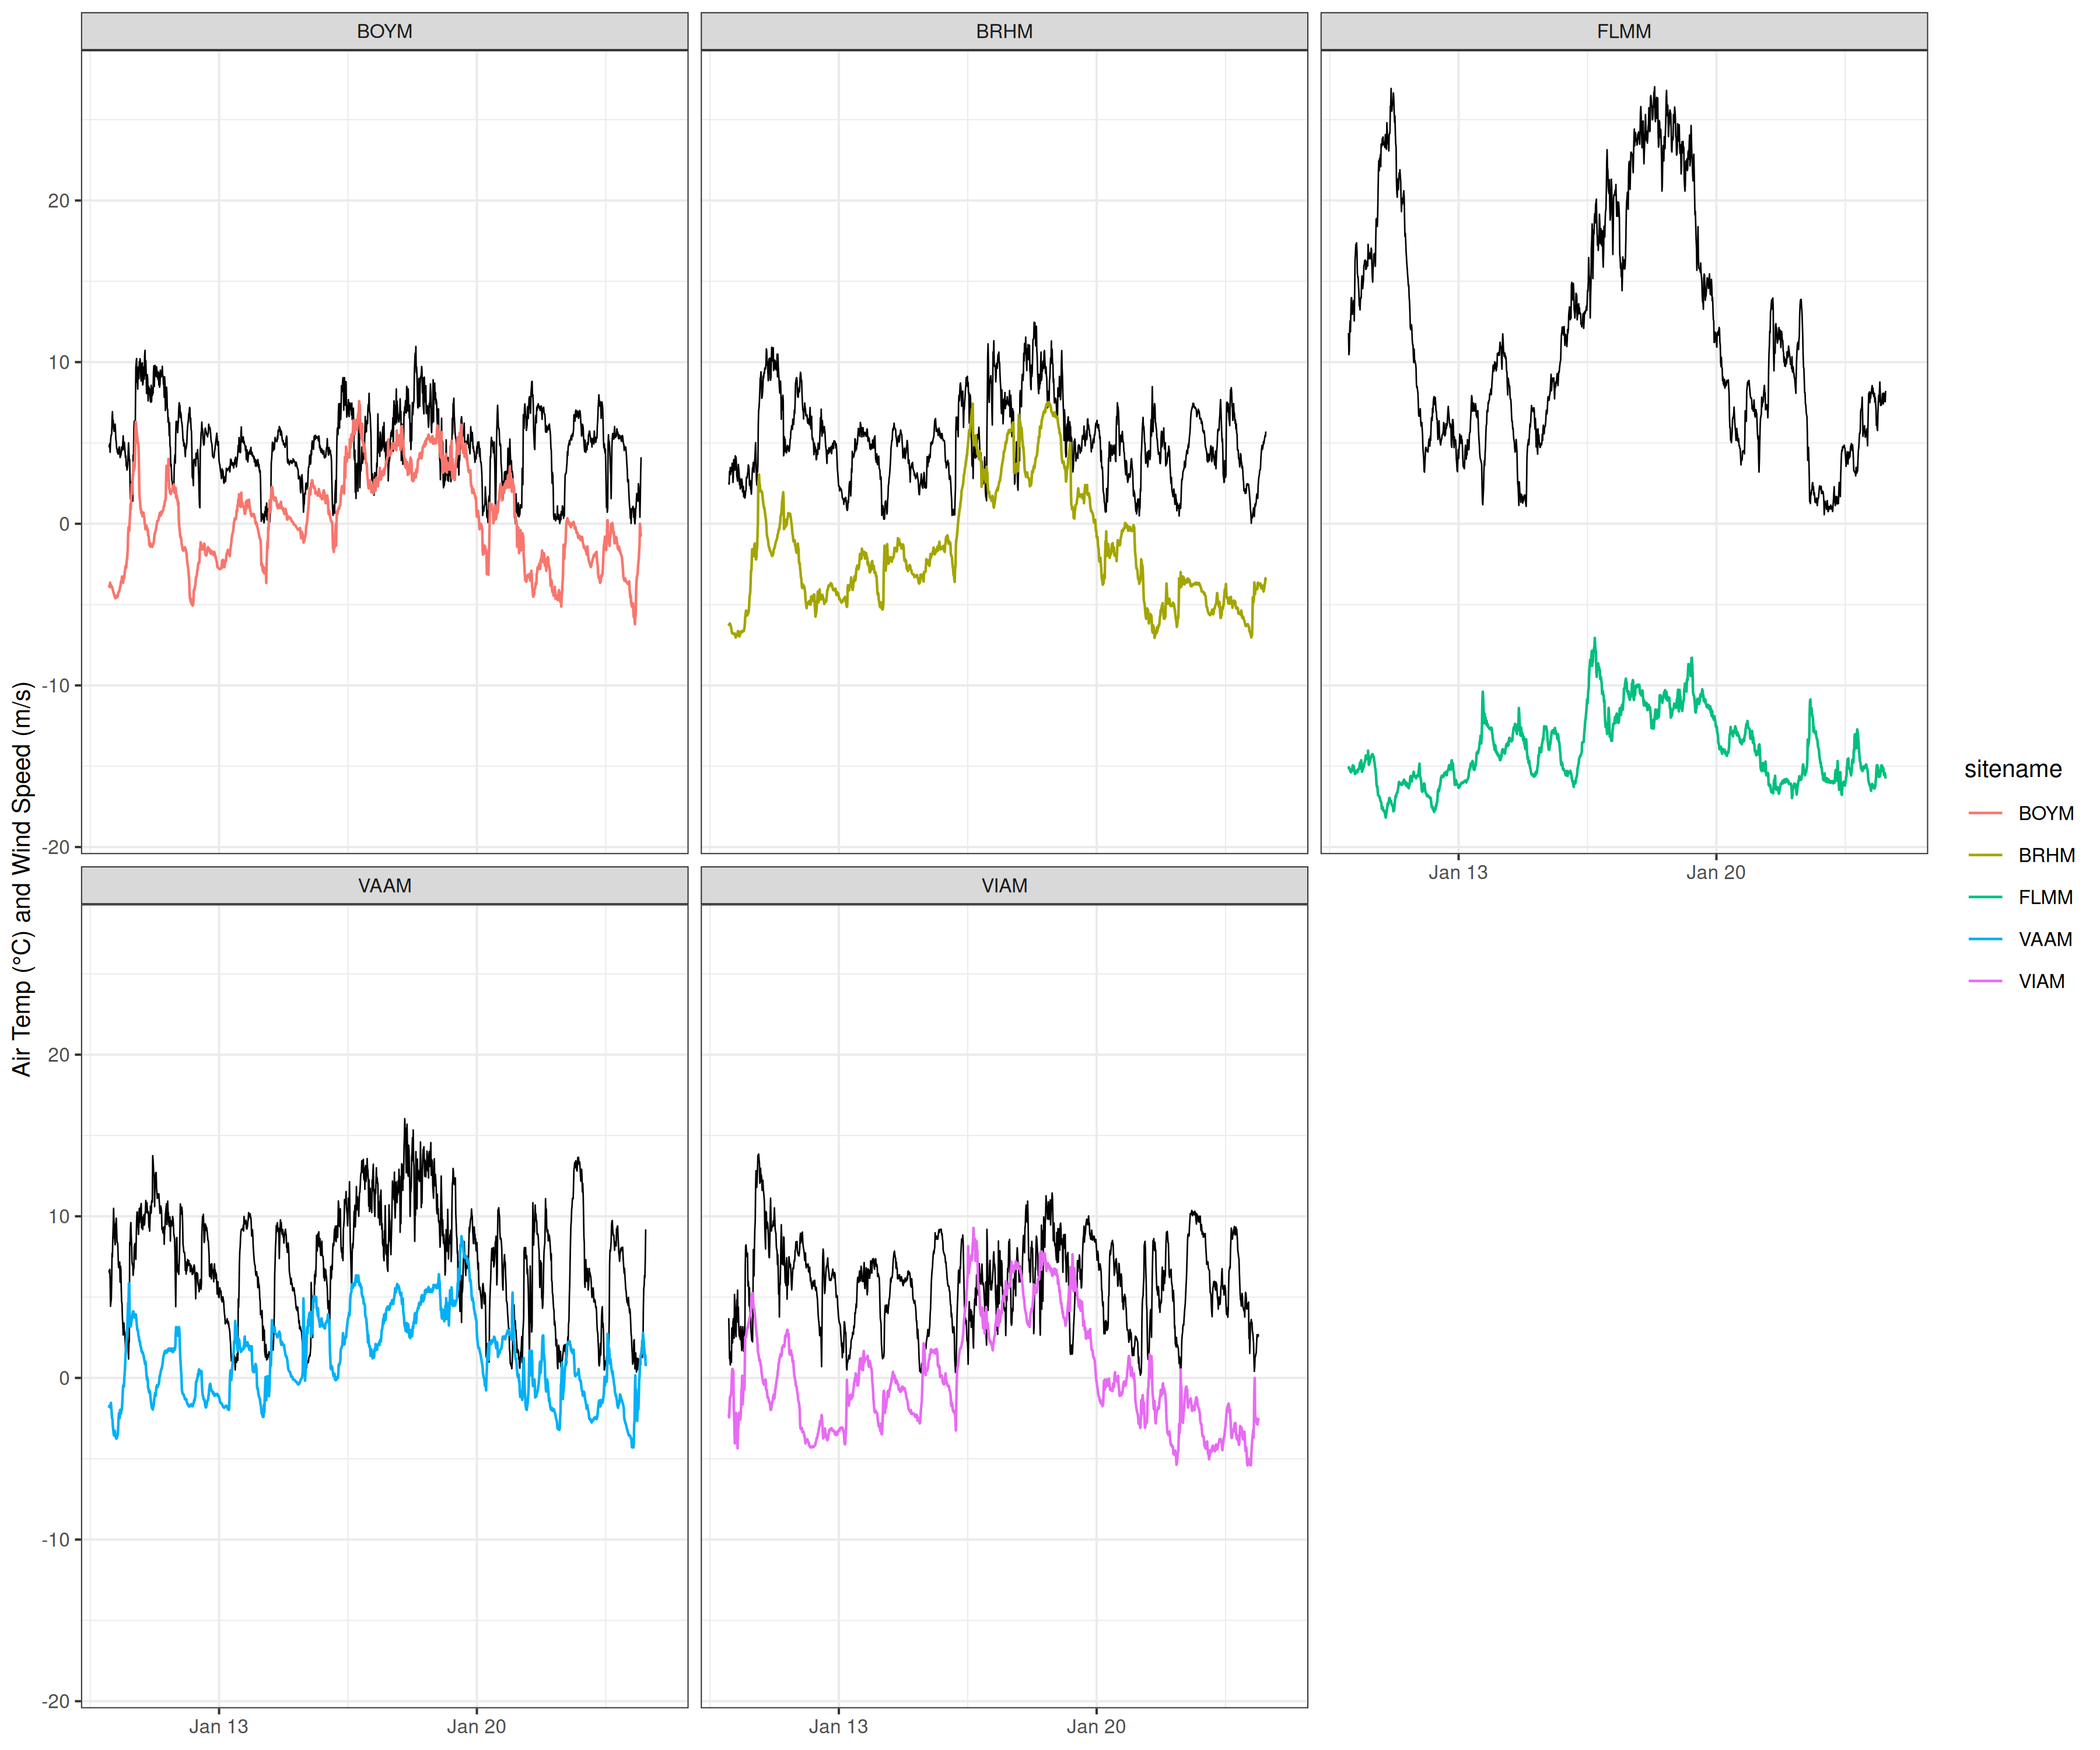 BOYM
BRHM
FLMM
20
10
0
-10
-20
Jan 13
Jan 20
VAAM
VIAM
20
10
0
-10
-20
Jan 13
Jan 20
Jan 13
Jan 20
Air Temp (°C) and Wind Speed (m/s)
sitename
BOYM
BRHM
FLMM
VAAM
VIAM